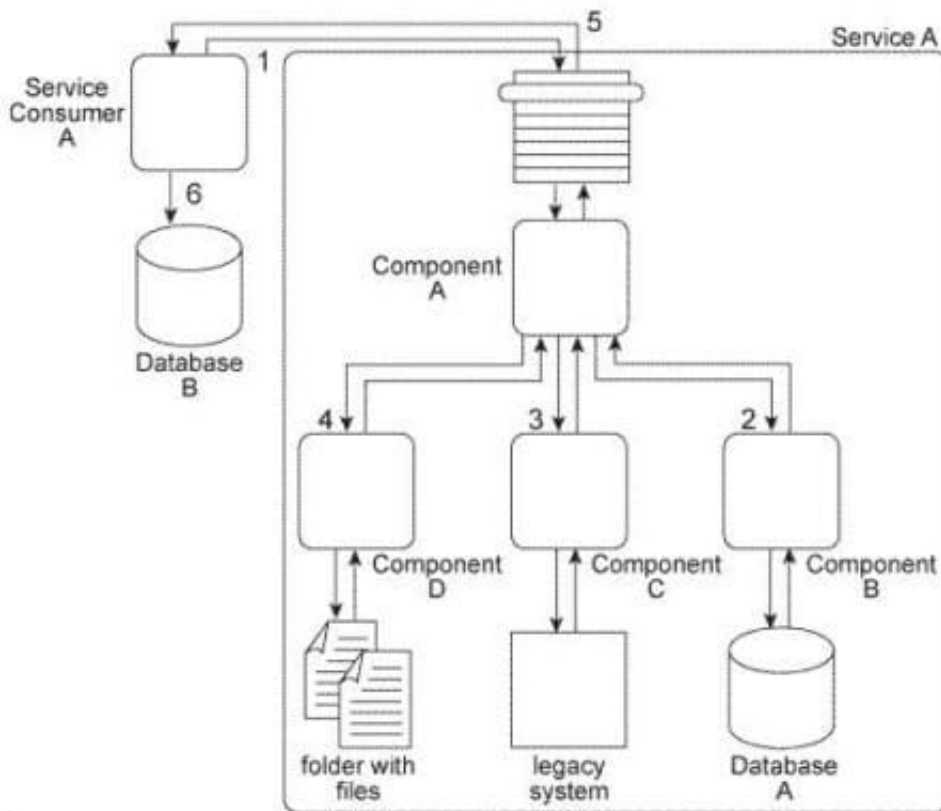 5
Service A
1
Service
Consumer
A
6
Database
B
Component
A
4
3
2
Component
D
Component
C
Component
B
folder with
files
legacy
system
Database
A